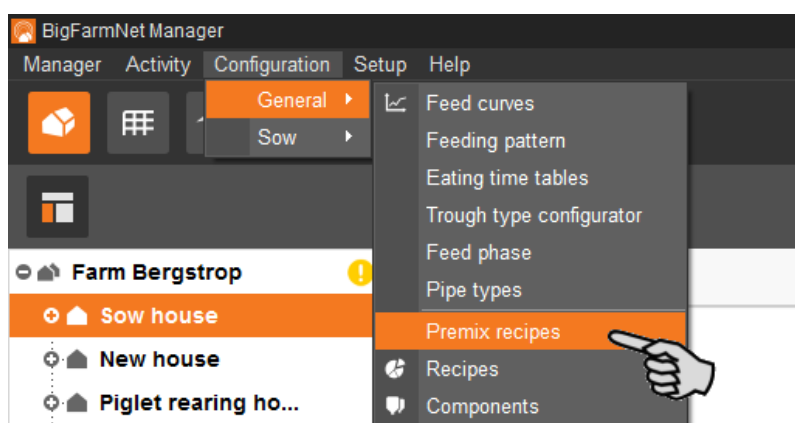 BigFarmNet Manager
Manager Activity Configuration Setup Help
General
Sow
Feed curves
Feeding pattern
Eating time tables
Trough type configurator
Feed phase
Pipe types
Premix recipes
Recipes
Components
Farm Bergstrop
Sow house
New house
Piglet rearing ho...